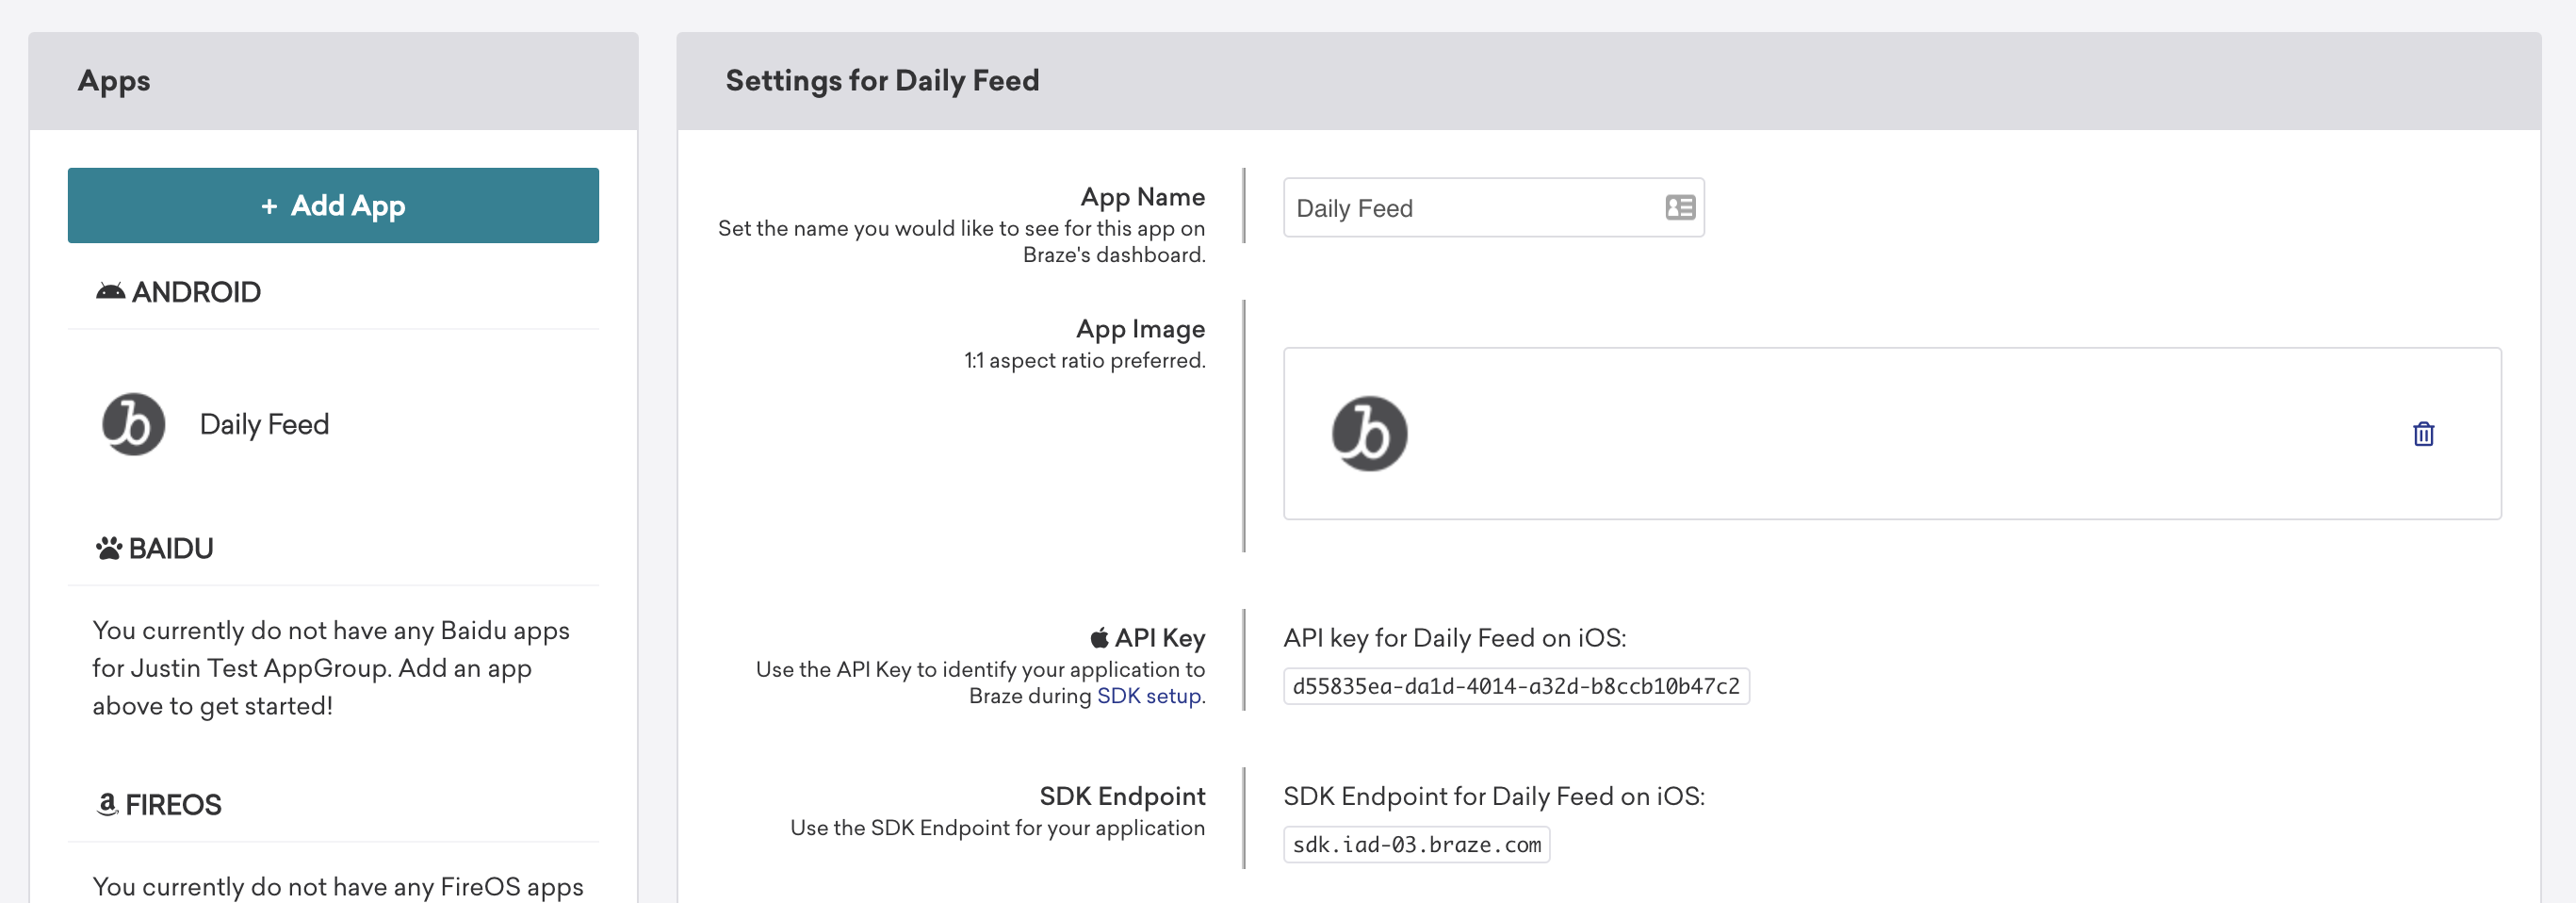 Apps
+ Add App
ANDROID
Daily Feed
BAIDU
You currently do not have any Baidu apps
for Justin Test AppGroup. Add an app
above to get started!
FIREOS
You currently do not have any FireOS apps
Settings for Daily Feed
App Name
Set the name you would like to see for this app on
Braze's dashboard.
Daily Feed
App Image
1:1 aspect ratio preferred.
API Key
Use the API Key to identify your application to
Braze during SDK setup.
API key for Daily Feed on iOS:
d55835ea-da1d-4014-a32d-b8ccb10b47c2
SDK Endpoint
Use the SDK Endpoint for your application
SDK Endpoint for Daily Feed on iOS:
sdk.iad-03.braze.com